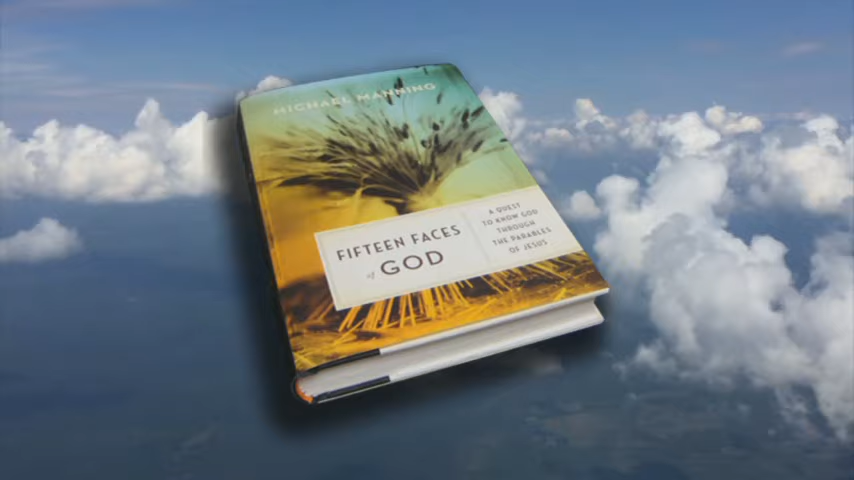 MICHAEL MANNING
FIFTEEN FACES
of GOD
A QUEST
TO KNOW GOD
THROUGH
THE PARABLES
OF JESUS